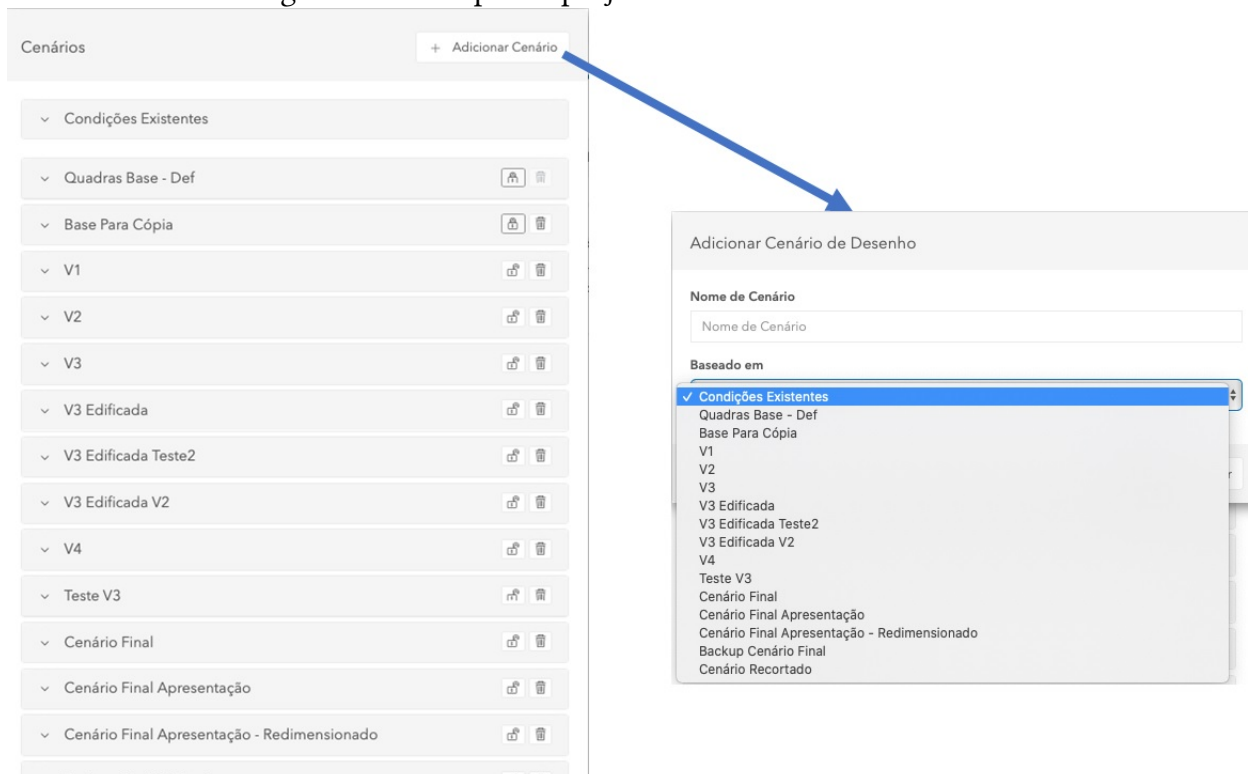 Cenários
+ Adicionar Cenário
Condições Existentes
Quadras Base - Def
Base Para Cópia
V1
V2
V3
V3 Edificada
V3 Edificada Teste2
V3 Edificada V2
V4
Teste V3
Cenário Final
Cenário Final Apresentação
Cenário Final Apresentação - Redimensionado
Adicionar Cenário de Desenho
Nome de Cenário
Nome de Cenário
Baseado em
✓ Condições Existentes
Quadras Base - Def
Base Para Cópia
V1
V2
V3
V3 Edificada
V3 Edificada Teste2
V3 Edificada V2
V4
Teste V3
Cenário Final
Cenário Final Apresentação
Cenário Final Apresentação - Redimensionado
Backup Cenário Final
Cenário Recortado